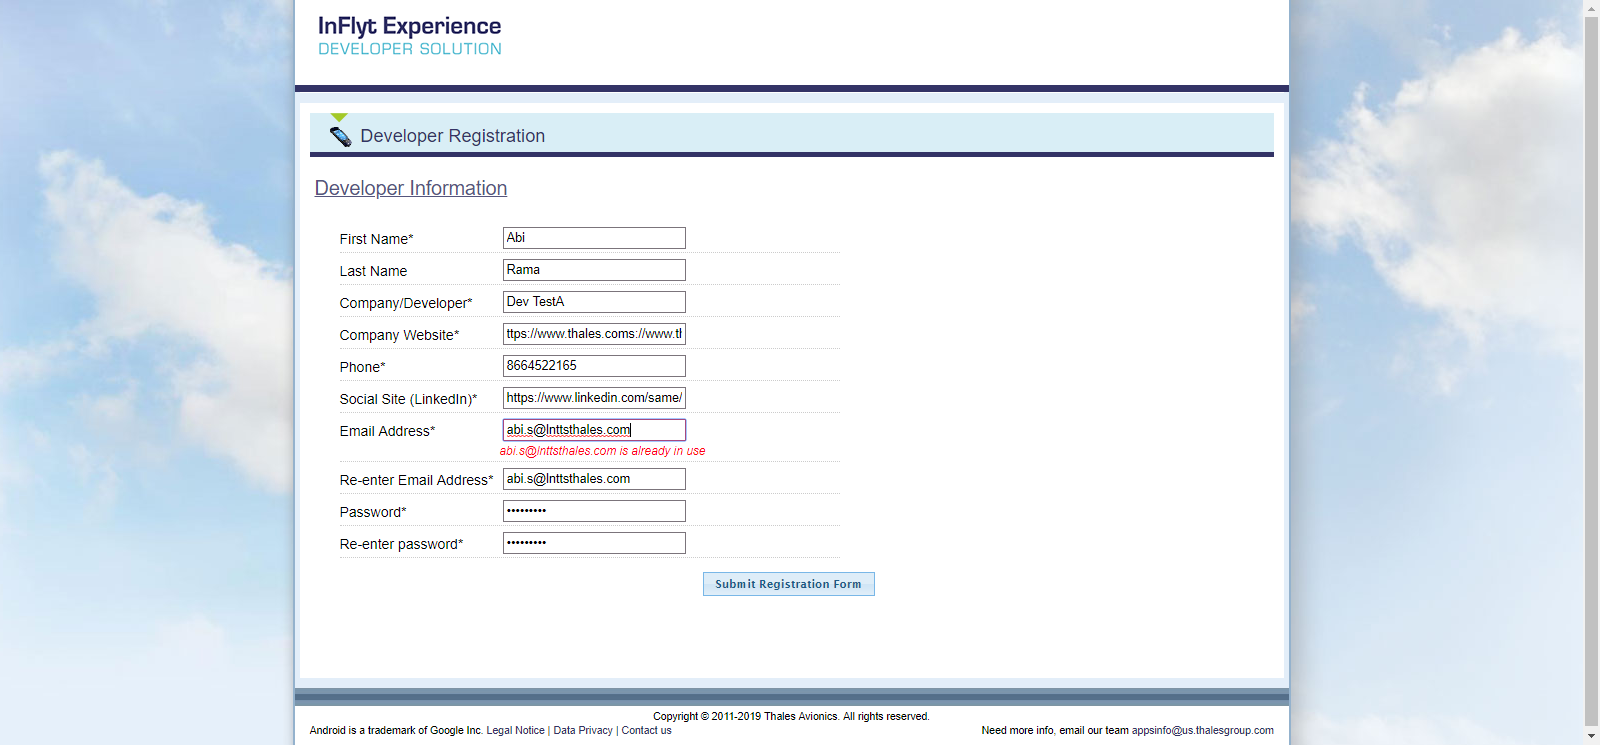 InFlyt Experience
DEVELOPER SOLUTION
Developer Registration
Developer Information
First Name* Abi
Last Name Rama
Company/Developer* Dev TestA
Company Website* ttps://www.thales.coms://www.th
Phone* 8664522165
Social Site (LinkedIn)* https://www.linkedin.com/same/
Email Address* abi.s@lnttsthales.com
abi.s@lnttsthales.com is already in use
Re-enter Email Address* abi.s@lnttsthales.com
Password* •••••••••
Re-enter password* •••••••••
Submit Registration Form
Copyright © 2011-2019 Thales Avionics. All rights reserved.
Android is a trademark of Google Inc. Legal Notice | Data Privacy | Contact us Need more info, email our team appsinfo@us.thalesgroup.com